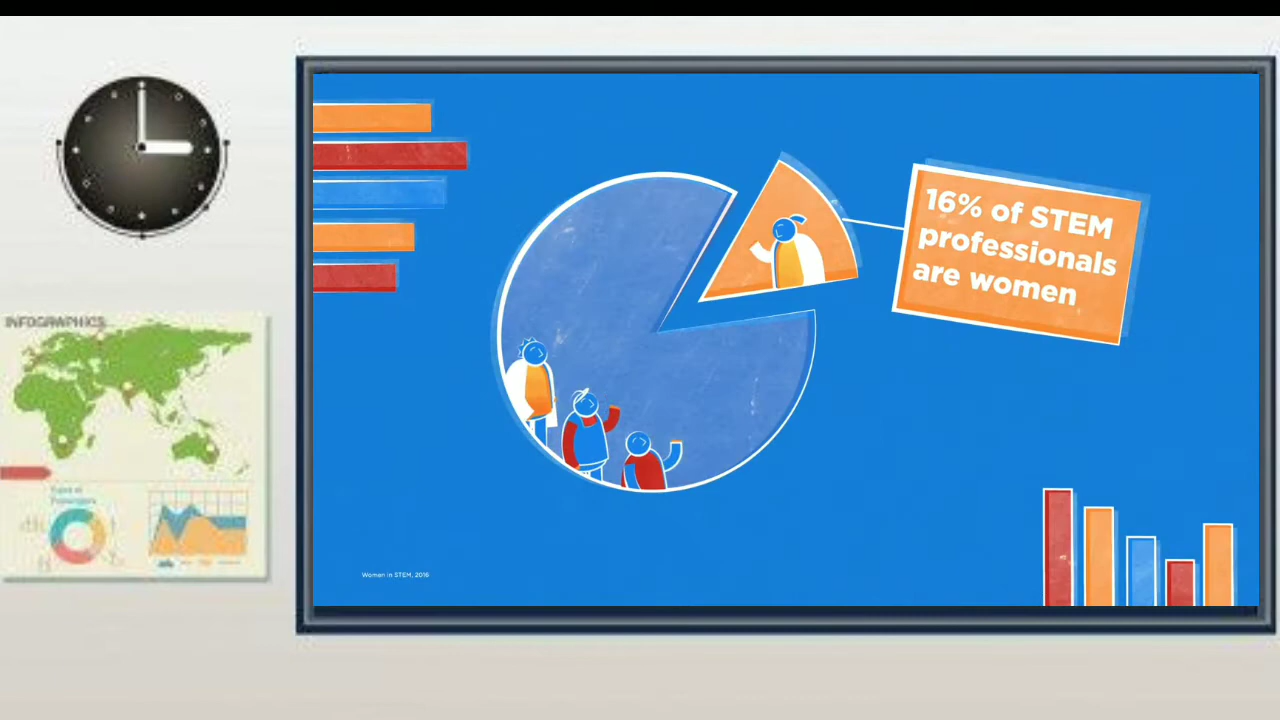 INFOGRAPHICS
16% of STEM
professionals
are women
Women in STEM, 2016